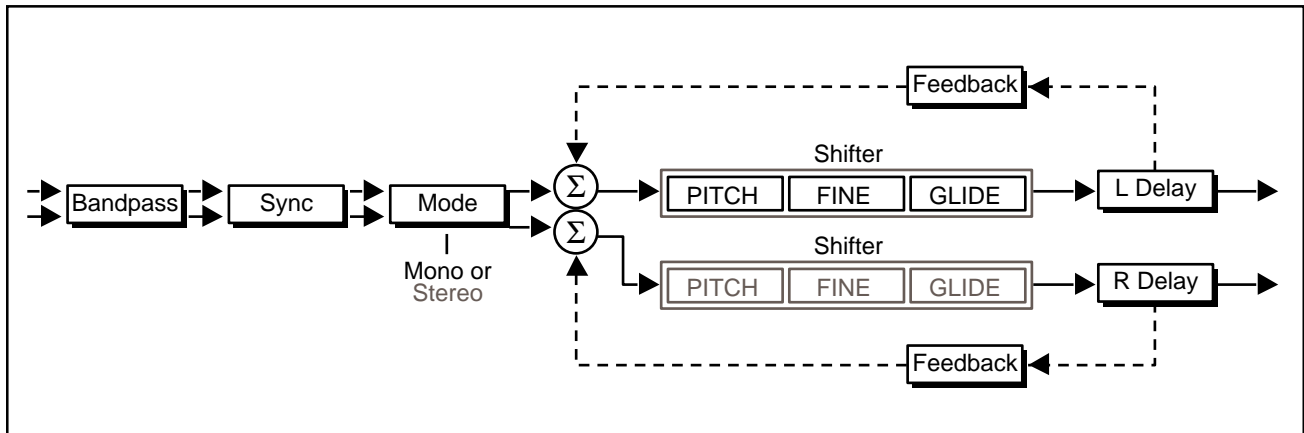 Feedback
Shifter
Σ
PITCH FINE GLIDE
L Delay
Bandpass
Sync
Mode
Σ
Shifter
Mono or
Stereo
PITCH FINE GLIDE
R Delay
Feedback